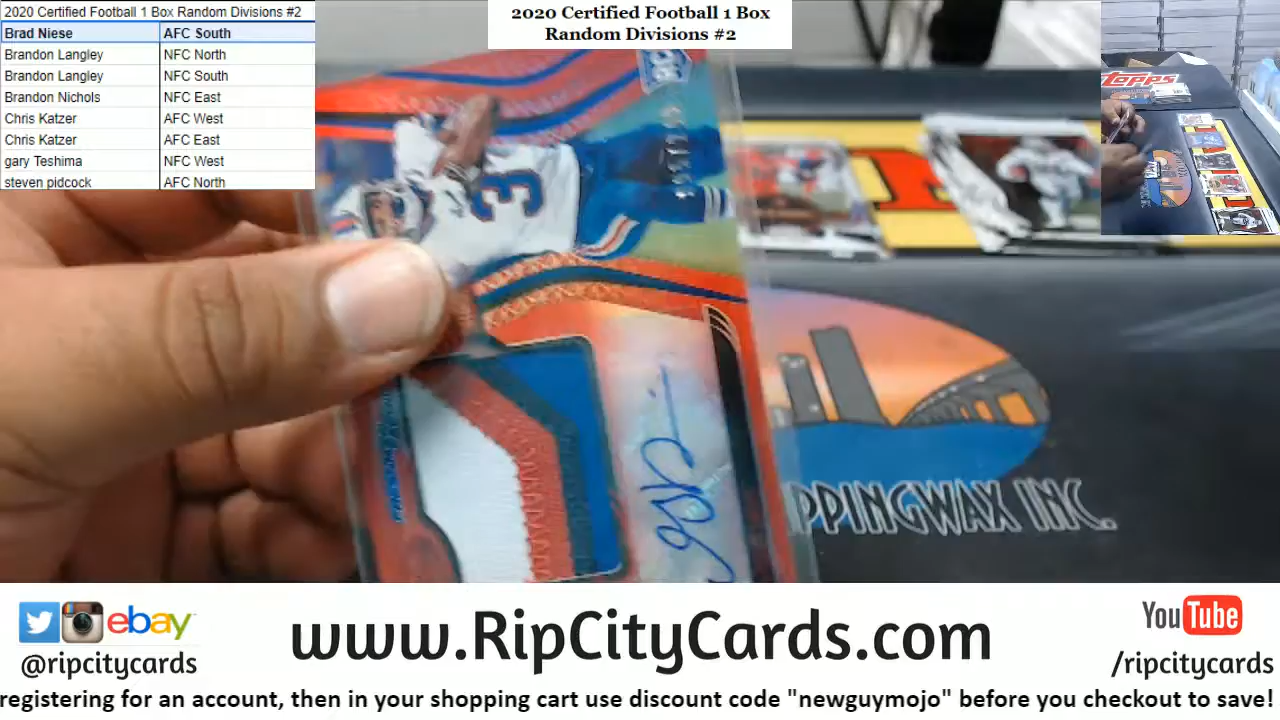 2020 Certified Football 1 Box Random Divisions #2
Brad Niese AFC South
Brandon Langley NFC North
Brandon Langley NFC South
Brandon Nichols NFC East
Chris Katzer AFC West
Chris Katzer AFC East
gary Teshima NFC West
steven pidcock AFC North
2020 Certified Football 1 Box
Random Divisions #2
Topps
3
PPINGWAX INC.
ebay
@ripcitycards
www.RipCityCards.com
YouTube
/ripcitycards
registering for an account, then in your shopping cart use discount code "newguymojo" before you checkout to save!